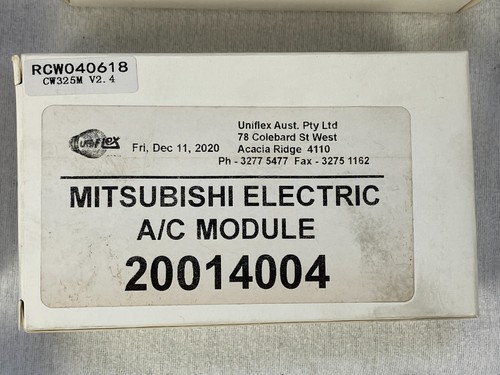 RCW040618
CW325M V2.4
UNIFLEX
Fri, Dec 11, 2020
Uniflex Aust. Pty Ltd
78 Colebard St West
Acacia Ridge 4110
Ph - 3277 5477 Fax - 3275 1162
MITSUBISHI ELECTRIC
A/C MODULE
20014004